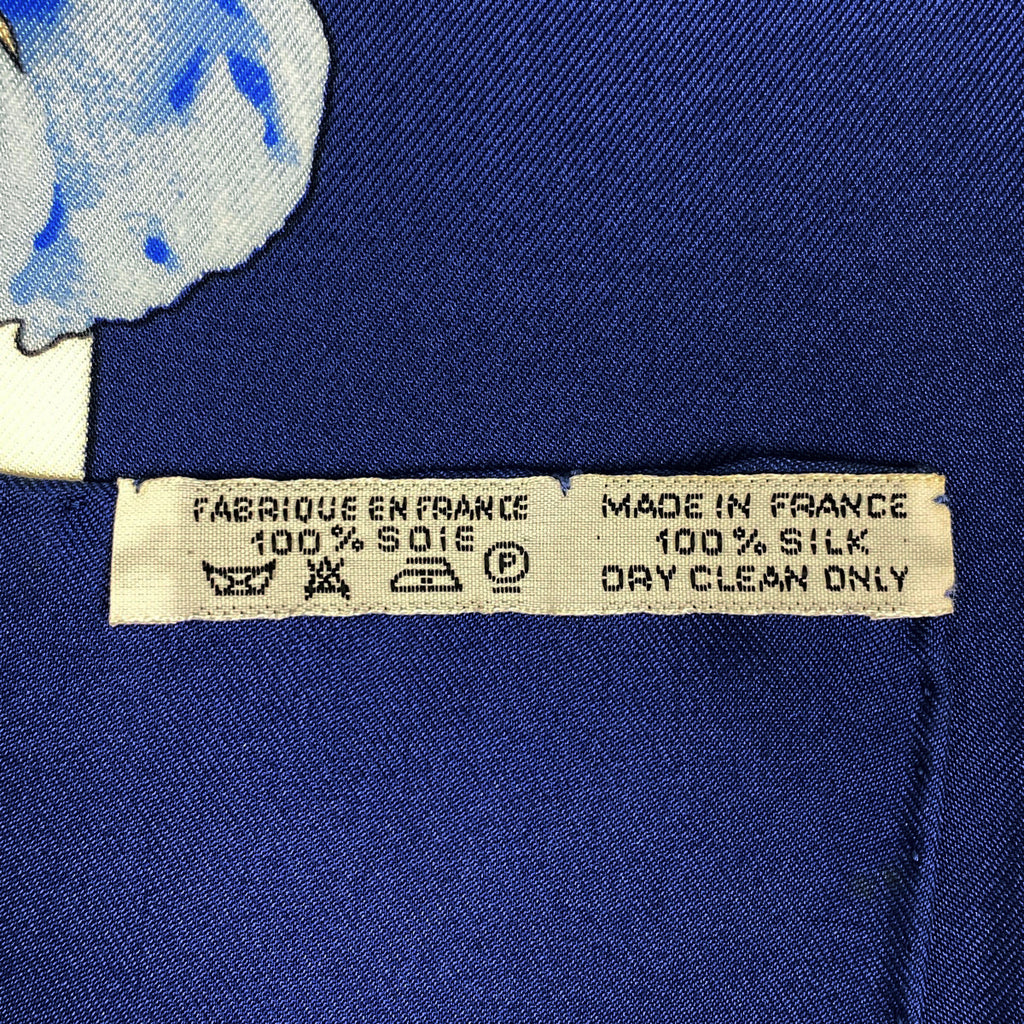 FABRIQUE EN FRANCE
100% SOIE
P
MADE IN FRANCE
100% SILK
DRY CLEAN ONLY